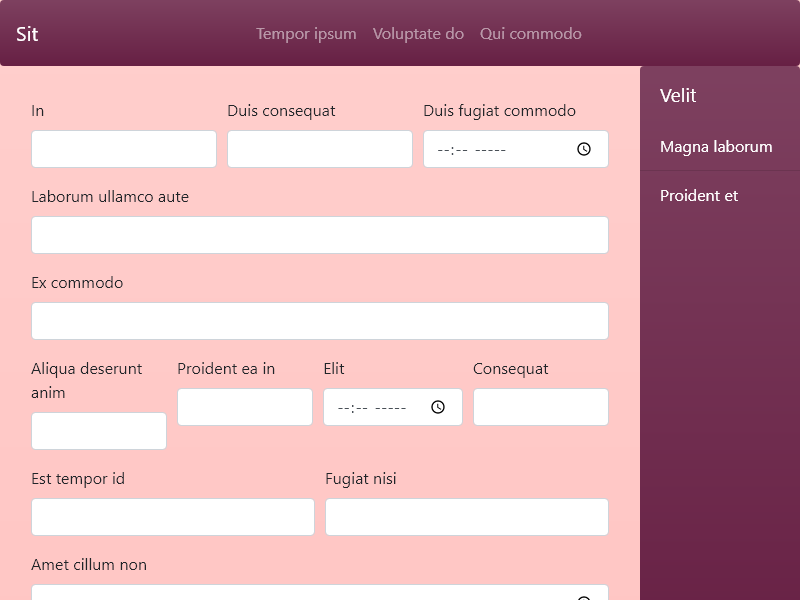 Sit
Tempor ipsum Voluptate do Qui commodo
Velit
Magna laborum
Proident et
In
Duis consequat
Duis fugiat commodo
--:-- -----
Laborum ullamco aute
Ex commodo
Aliqua deserunt
anim
Proident ea in
Elit
--:-- -----
Consequat
Est tempor id
Fugiat nisi
Amet cillum non